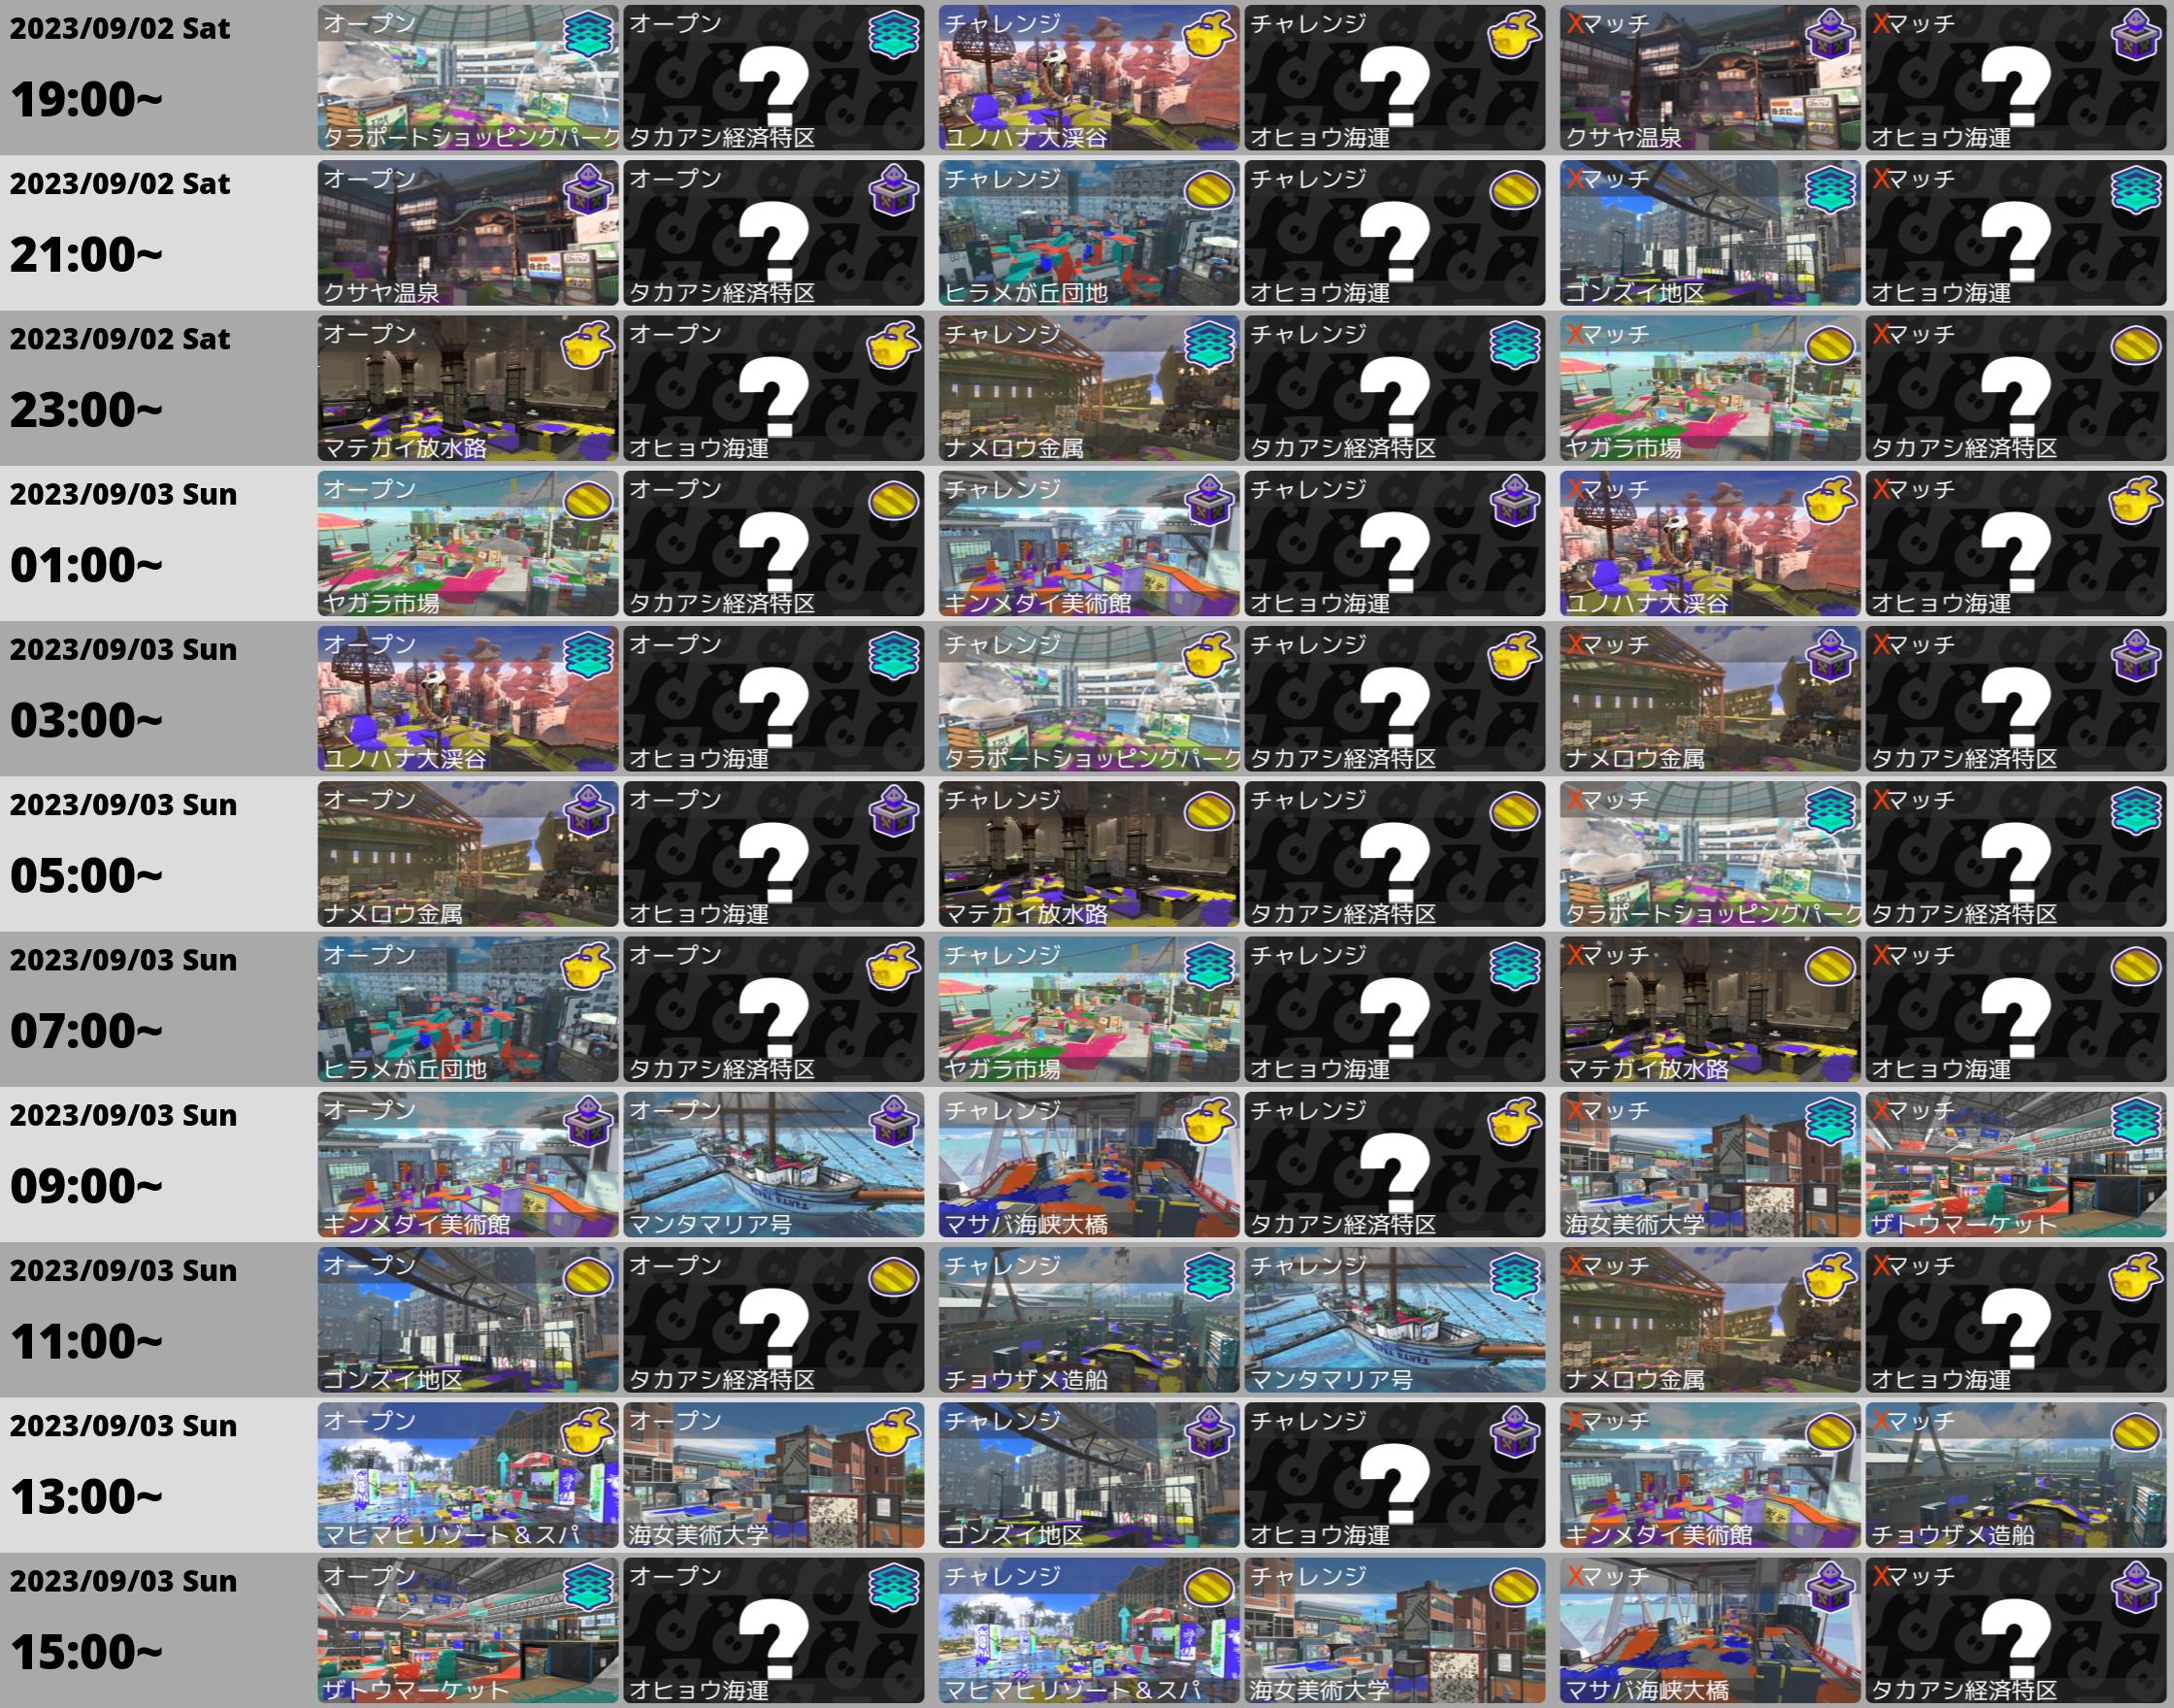 2023/09/02 Sat
19:00~
オープン
タラポートショッピングパーク
オープン
?
タカアシ経済特区
チャレンジ
ユノハナ大渓谷
チャレンジ
?
オヒョウ海運
Xマッチ
クサヤ温泉
Xマッチ
?
オヒョウ海運
2023/09/02 Sat
21:00~
オープン
クサヤ温泉
オープン
?
タカアシ経済特区
チャレンジ
ヒラメが丘団地
チャレンジ
?
オヒョウ海運
Xマッチ
ゴンズイ地区
Xマッチ
?
オヒョウ海運
2023/09/02 Sat
23:00~
オープン
マテガイ放水路
オープン
?
オヒョウ海運
チャレンジ
ナメロウ金属
チャレンジ
?
タカアシ経済特区
Xマッチ
ヤガラ市場
Xマッチ
?
タカアシ経済特区
2023/09/03 Sun
01:00~
オープン
ヤガラ市場
オープン
?
タカアシ経済特区
チャレンジ
キンメダイ美術館
チャレンジ
?
オヒョウ海運
Xマッチ
ユノハナ大渓谷
Xマッチ
?
オヒョウ海運
2023/09/03 Sun
03:00~
オープン
ユノハナ大渓谷
オープン
?
オヒョウ海運
チャレンジ
タラポートショッピングパーク
チャレンジ
?
タカアシ経済特区
Xマッチ
ナメロウ金属
Xマッチ
?
タカアシ経済特区
2023/09/03 Sun
05:00~
オープン
ナメロウ金属
オープン
?
オヒョウ海運
チャレンジ
マテガイ放水路
チャレンジ
?
タカアシ経済特区
Xマッチ
タラポートショッピングパーク
Xマッチ
?
タカアシ経済特区
2023/09/03 Sun
07:00~
オープン
ヒラメが丘団地
オープン
?
タカアシ経済特区
チャレンジ
ヤガラ市場
チャレンジ
?
オヒョウ海運
Xマッチ
マテガイ放水路
Xマッチ
?
オヒョウ海運
2023/09/03 Sun
09:00~
オープン
キンメダイ美術館
オープン
マンタマリア号
チャレンジ
マサバ海峡大橋
チャレンジ
?
タカアシ経済特区
Xマッチ
海女美術大学
Xマッチ
ザトウマーケット
2023/09/03 Sun
11:00~
オープン
ゴンズイ地区
オープン
?
タカアシ経済特区
チャレンジ
チョウザメ造船
チャレンジ
マンタマリア号
Xマッチ
ナメロウ金属
Xマッチ
?
オヒョウ海運
2023/09/03 Sun
13:00~
オープン
マヒマヒリゾート＆スパ
オープン
海女美術大学
チャレンジ
ゴンズイ地区
チャレンジ
?
オヒョウ海運
Xマッチ
キンメダイ美術館
Xマッチ
チョウザメ造船
2023/09/03 Sun
15:00~
オープン
ザトウマーケット
オープン
?
オヒョウ海運
チャレンジ
マヒマヒリゾート＆スパ
チャレンジ
海女美術大学
Xマッチ
マサバ海峡大橋
Xマッチ
?
タカアシ経済特区